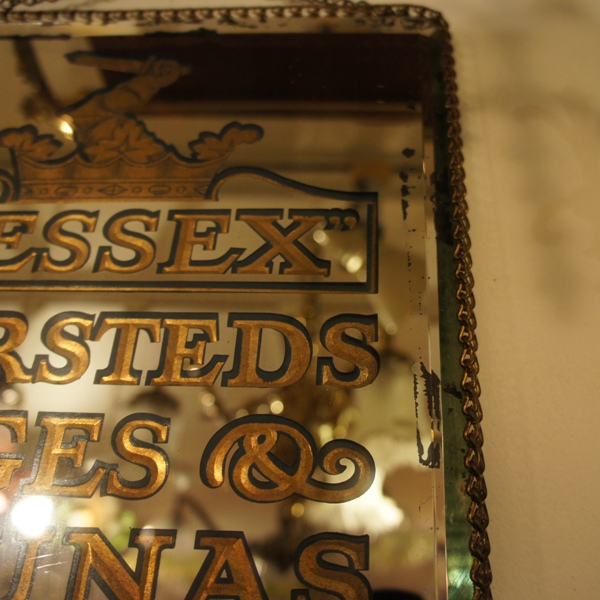 ESSEX"
RSTEDS
GES &
UNAS